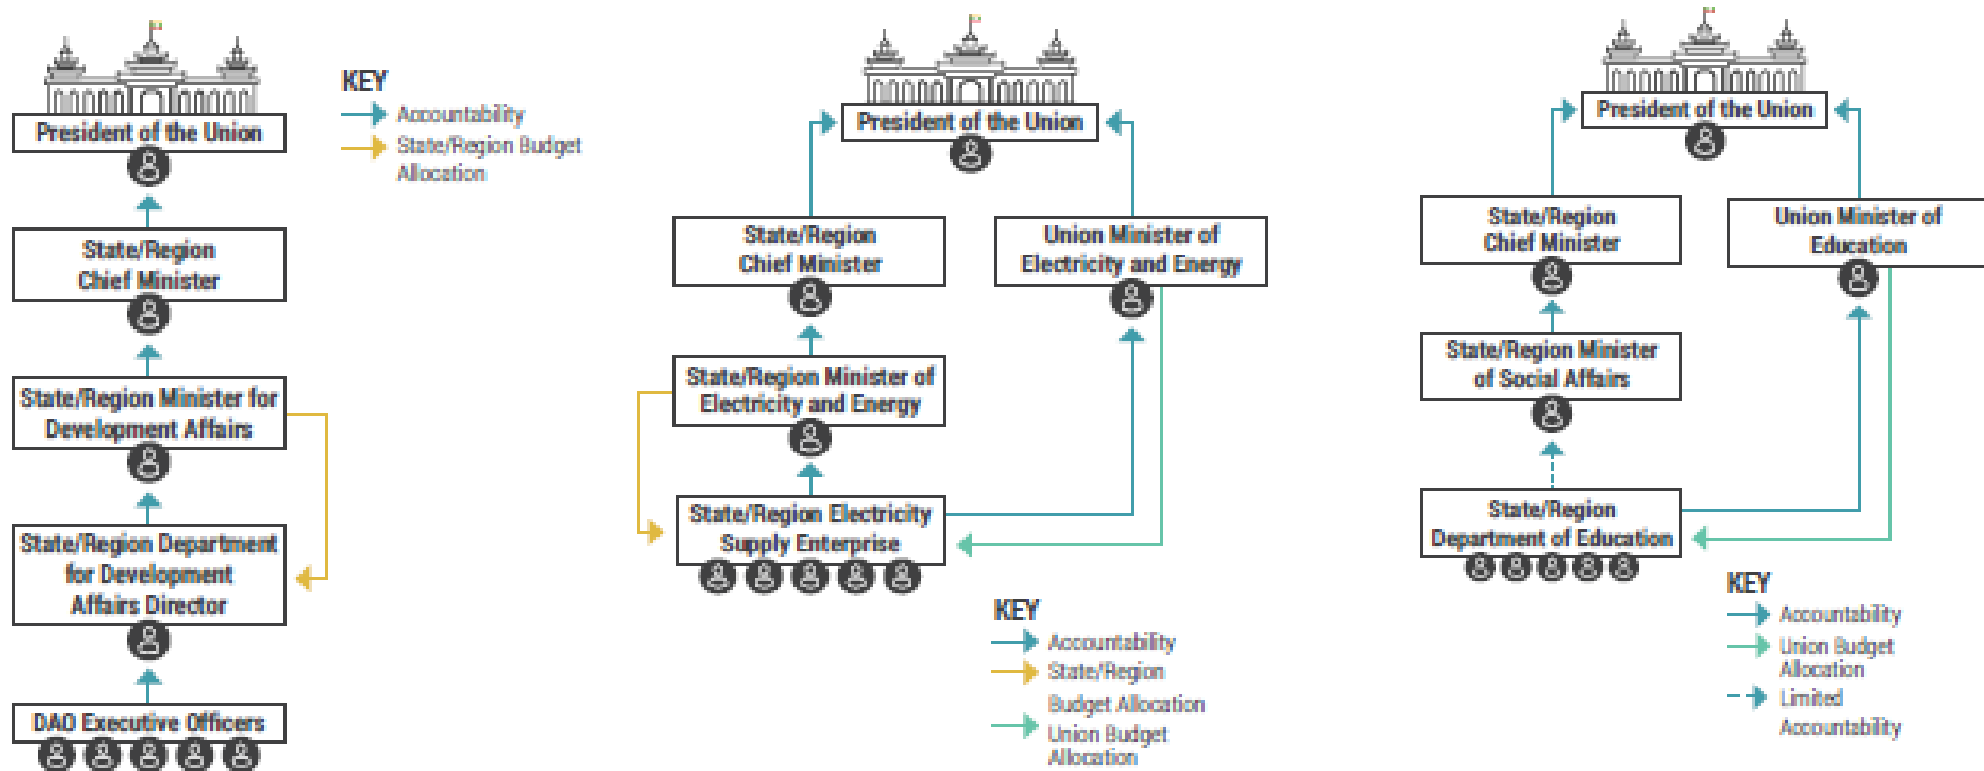 President of the Union
State/Region
Chief Minister
State/Region Minister for
Development Affairs
State/Region Department
for Development
Affairs Director
DAO Executive Officers
KEY
Accountability
State/Region Budget
Allocation
President of the Union
State/Region
Chief Minister
Union Minister of
Electricity and Energy
State/Region Minister of
Electricity and Energy
State/Region Electricity
Supply Enterprise
KEY
Accountability
State/Region
Budget Allocation
Union Budget
Allocation
President of the Union
State/Region
Chief Minister
Union Minister of
Education
State/Region Minister
of Social Affairs
State/Region
Department of Education
KEY
Accountability
Union Budget
Allocation
Limited
Accountability